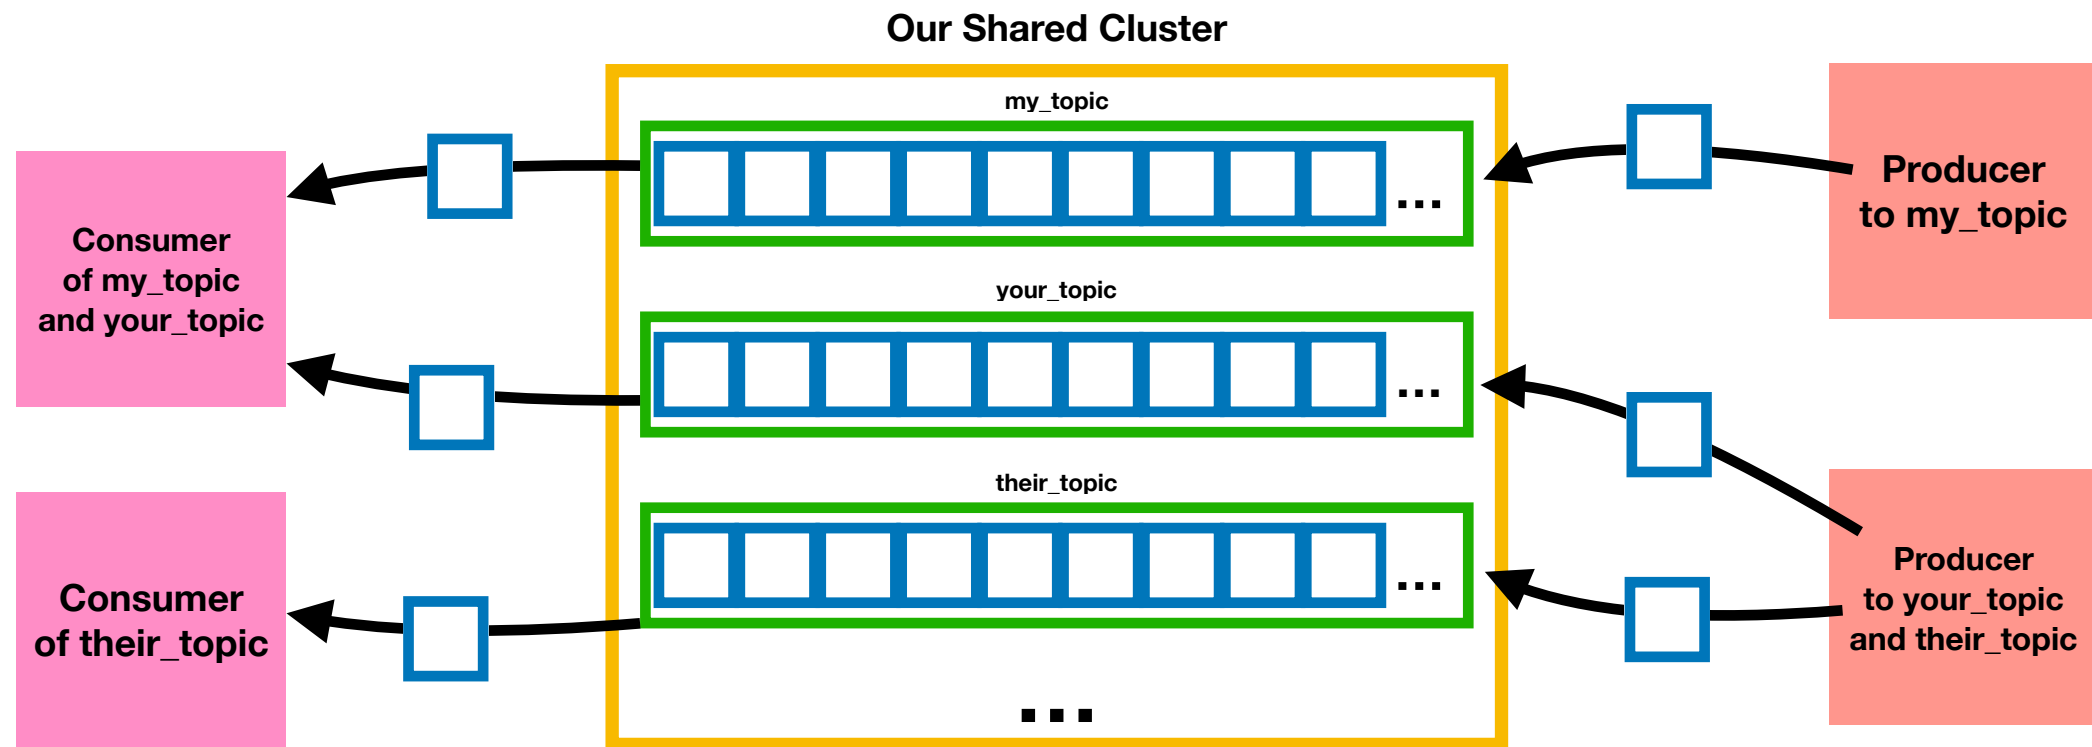 Our Shared Cluster
my_topic
...
Producer
to my_topic
Consumer
of my_topic
and your_topic
your_topic
...
their_topic
...
Consumer
of their_topic
Producer
to your_topic
and their_topic
...